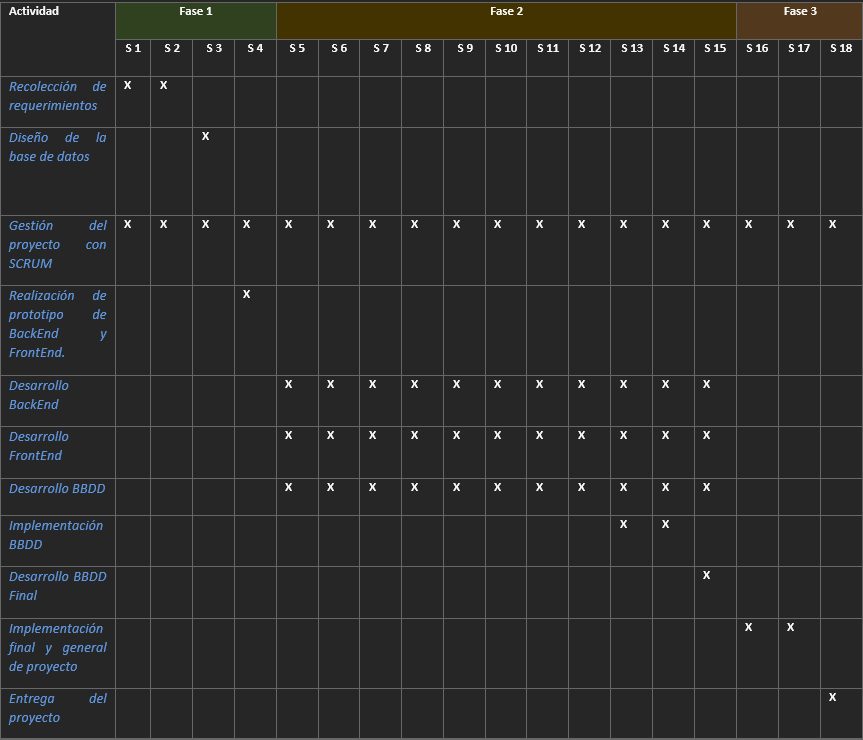 Actividad Fase 1 Fase 2 Fase 3
S 1 S 2 S 3 S 4 S 5 S 6 S 7 S 8 S 9 S 10 S 11 S 12 S 13 S 14 S 15 S 16 S 17 S 18
Recolección de X X
requerimientos
Diseño de la X
base de datos
Gestión del X X X X X X X X X X X X X X X X X X
proyecto con
SCRUM
Realización de X
prototipo de
BackEnd y
FrontEnd.
Desarrollo X X X X X X X X X X X
BackEnd
Desarrollo X X X X X X X X X X X
FrontEnd
Desarrollo BBDD X X X X X X X X X X X
Implementación X X
BBDD
Desarrollo BBDD X
Final
Implementación X X
final y general
de proyecto
Entrega del X
proyecto